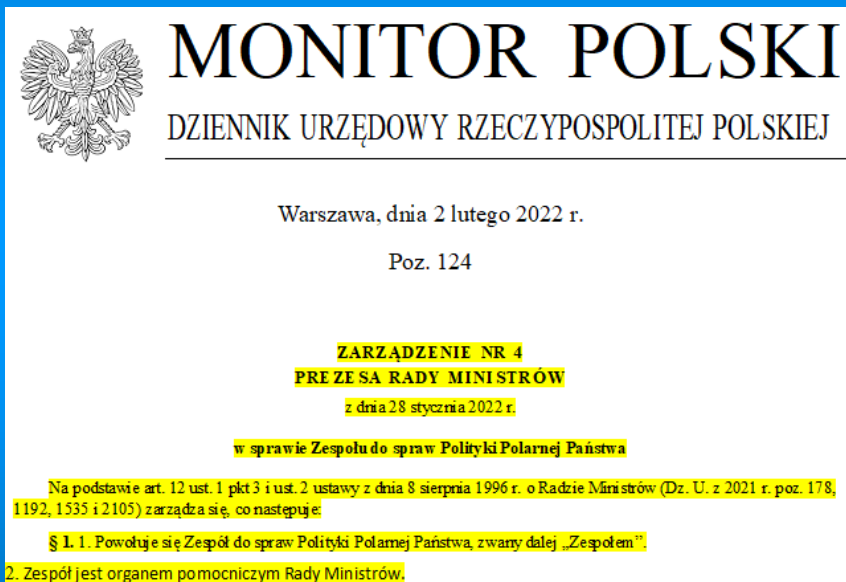 MONITOR POLSKI
DZIENNIK URZĘDOWY RZECZYPOSPOLITEJ POLSKIEJ
Warszawa, dnia 2 lutego 2022 r.
Poz. 124
ZARZĄDZENIE NR 4
PREZESA RADY MINISTRÓW
z dnia 28 stycznia 2022 r.
w sprawie Zespołu do spraw Polityki Polarnej Państwa
Na podstawie art. 12 ust. 1 pkt 3 i ust. 2 ustawy z dnia 8 sierpnia 1996 r. o Radzie Ministrów (Dz. U. z 2021 r. poz. 178,
1192, 1535 i 2105) zarządza się, co następuje:
§ 1. 1. Powołuje się Zespół do spraw Polityki Polarnej Państwa, zwany dalej „Zespołem”.
2. Zespół jest organem pomocniczym Rady Ministrów.